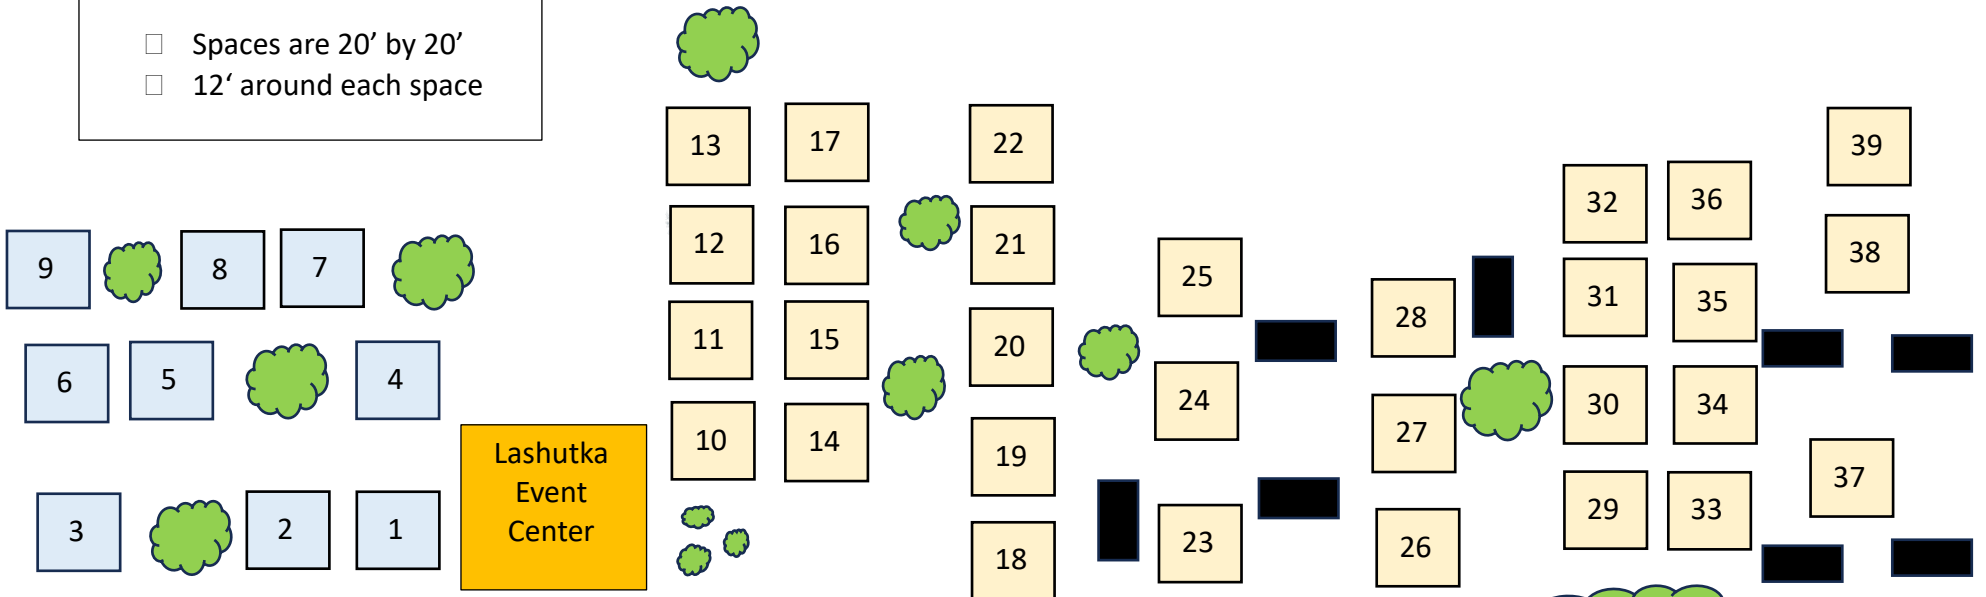 Spaces are 20’ by 20’
12‘ around each space
13 17 22 39
32 36
12 16 21 38
9 8 7 25
31 35
28
11 15 20
6 5 4 24 30 34
27
10 14 19 37
Lashutka
Event
Center
29 33
3 2 1 23 26
18